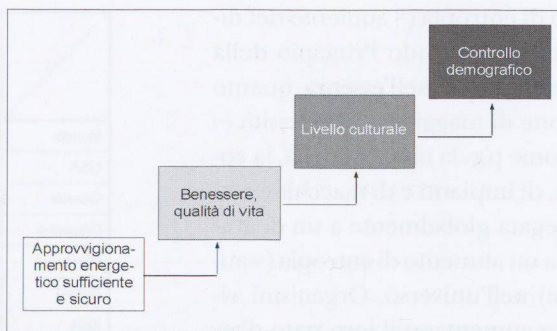 Controllo
demografico
Livello culturale
Benessere,
qualità di vita
Approvvigiona-
mento energe-
tico sufficiente
e sicuro